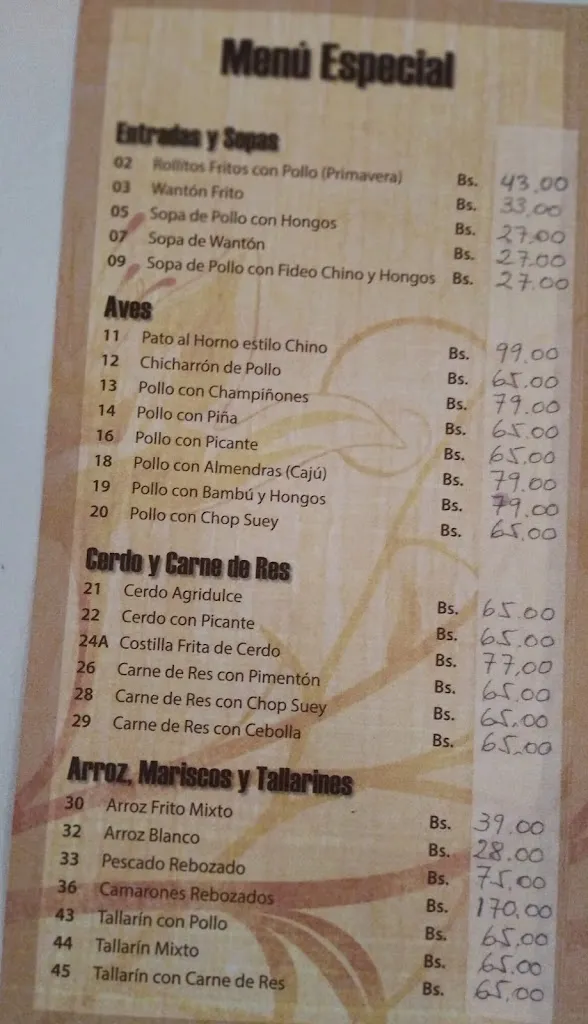 Menú Especial
Entradas y Sopas
02 Rollitos Fritos con Pollo (Primavera) Bs. 43.00
03 Wantón Frito Bs. 33.00
05 Sopa de Pollo con Hongos Bs. 27.00
07 Sopa de Wantón Bs. 27.00
09 Sopa de Pollo con Fideo Chino y Hongos Bs. 27.00
Aves
11 Pato al Horno estilo Chino Bs. 99.00
12 Chicharrón de Pollo Bs. 65.00
13 Pollo con Champiñones Bs. 79.00
14 Pollo con Piña Bs. 65.00
16 Pollo con Picante Bs. 65.00
18 Pollo con Almendras (Cajú) Bs. 79.00
19 Pollo con Bambú y Hongos Bs. 79.00
20 Pollo con Chop Suey Bs. 65.00
Cerdo y Carne de Res
21 Cerdo Agridulce Bs. 65.00
22 Cerdo con Picante Bs. 65.00
24A Costilla Frita de Cerdo Bs. 77,00
26 Carne de Res con Pimentón Bs. 65.00
28 Carne de Res con Chop Suey Bs. 65.00
29 Carne de Res con Cebolla Bs. 65.00
Arroz, Mariscos y Tallarines
30 Arroz Frito Mixto Bs. 39.00
32 Arroz Blanco Bs. 28.00
33 Pescado Rebozado Bs. 75.00
36 Camarones Rebozados Bs. 170.00
43 Tallarín con Pollo Bs. 65.00
44 Tallarín Mixto Bs. 65.00
45 Tallarín con Carne de Res Bs. 65.00